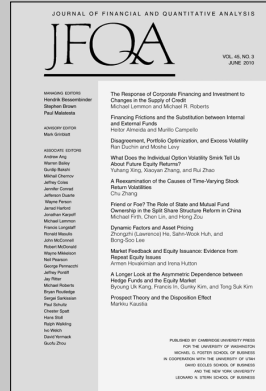 JOURNAL OF FINANCIAL AND QUANTITATIVE ANALYSIS
JFQA
VOL. 45, NO. 3
JUNE 2010
MANAGING EDITORS
Hendrik Bessembinder
Stephen Brown
Paul Malatesta
ADVISORY EDITOR
Mark Grinblatt
ASSOCIATE EDITORS
Andrew Ang
Warren Bailey
Gurdip Bakshi
Mikhail Chernov
Jeffrey Coles
Jennifer Conrad
Jefferson Duarte
Wayne Ferson
Jarrad Harford
Jonathan Karpoff
Michael Lemmon
Francis Longstaff
Ronald Masulis
John McConnell
Robert McDonald
Wayne Mikkelson
Neil Pearson
George Pennacchi
Jeffrey Pontiff
Jay Ritter
Michael Roberts
Bryan Routledge
Sergei Sarkissian
Paul Schultz
Chester Spatt
Hans Stoll
Ralph Walkling
Ivo Welch
David Yermack
Guofu Zhou
The Response of Corporate Financing and Investment to
Changes in the Supply of Credit
Michael Lemmon and Michael R. Roberts
Financing Frictions and the Substitution between Internal
and External Funds
Heitor Almeida and Murillo Campello
Disagreement, Portfolio Optimization, and Excess Volatility
Ran Duchin and Moshe Levy
What Does the Individual Option Volatility Smirk Tell Us
About Future Equity Returns?
Yuhang Xing, Xiaoyan Zhang, and Rui Zhao
A Reexamination of the Causes of Time-Varying Stock
Return Volatilities
Chu Zhang
Friend or Foe? The Role of State and Mutual Fund
Ownership in the Split Share Structure Reform in China
Michael Firth, Chen Lin, and Hong Zou
Dynamic Factors and Asset Pricing
Zhongzhi (Lawrence) He, Sahn-Wook Huh, and
Bong-Soo Lee
Market Feedback and Equity Issuance: Evidence from
Repeat Equity Issues
Armen Hovakimian and Irena Hutton
A Longer Look at the Asymmetric Dependence between
Hedge Funds and the Equity Market
Byoung Uk Kang, Francis In, Gunky Kim, and Tong Suk Kim
Prospect Theory and the Disposition Effect
Markku Kaustia
PUBLISHED BY CAMBRIDGE UNIVERSITY PRESS
FOR THE UNIVERSITY OF WASHINGTON
MICHAEL G. FOSTER SCHOOL OF BUSINESS
IN COOPERATION WITH THE UNIVERSITY OF UTAH
DAVID ECCLES SCHOOL OF BUSINESS
AND THE NEW YORK UNIVERSITY
LEONARD N. STERN SCHOOL OF BUSINESS